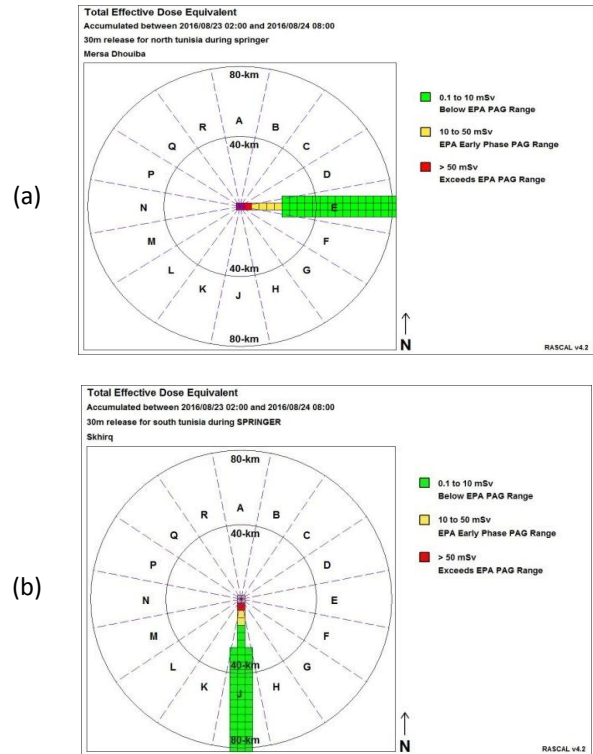 (a)
Total Effective Dose Equivalent
Accumulated between 2016/08/23 02:00 and 2016/08/24 08:00
30m release for north tunisia during springer
Mersa Dhouiba
80-km
R A B
Q C
40-km
P D
N E
M F
L G
40-km
K J H
80-km
0.1 to 10 mSv
Below EPA PAG Range
10 to 50 mSv
EPA Early Phase PAG Range
> 50 mSv
Exceeds EPA PAG Range
N
RASCAL v4.2
(b)
Total Effective Dose Equivalent
Accumulated between 2016/08/23 02:00 and 2016/08/24 08:00
30m release for south tunisia during SPRINGER
Skhirq
80-km
R A B
Q C
40-km
P D
N E
M F
L G
40-km
K J H
80-km
0.1 to 10 mSv
Below EPA PAG Range
10 to 50 mSv
EPA Early Phase PAG Range
> 50 mSv
Exceeds EPA PAG Range
N
RASCAL v4.2